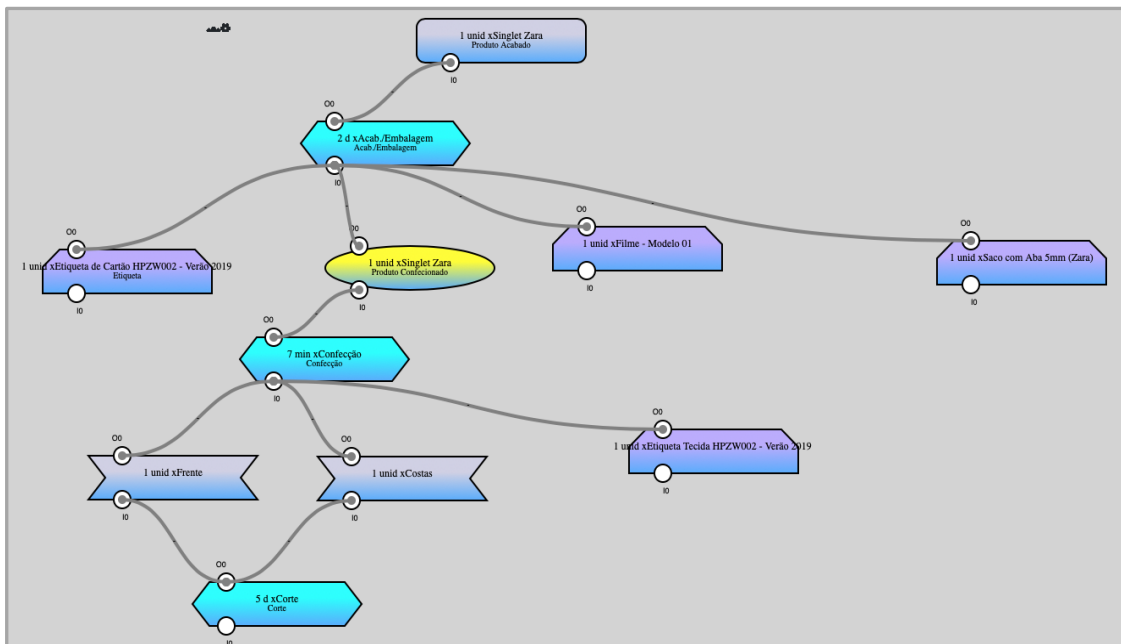 1 unid xSinglet Zara
Produto Acabado
I0
O0
2 d xAcab./Embalagem
Acab./Embalagem
I0
O0
1 unid xEtiqueta de Cartão HPZW002 - Verão 2019
Etiqueta
I0
O0
1 unid xSinglet Zara
Produto Confecionado
I0
O0
1 unid xFilme - Modelo 01
I0
O0
1 unid xSaco com Aba 5mm (Zara)
I0
O0
7 min xConfecção
Confecção
I0
O0
1 unid xFrente
I0
O0
1 unid xCostas
I0
O0
1 unid xEtiqueta Tecida HPZW002 - Verão 2019
I0
O0
5 d xCorte
Corte
I0